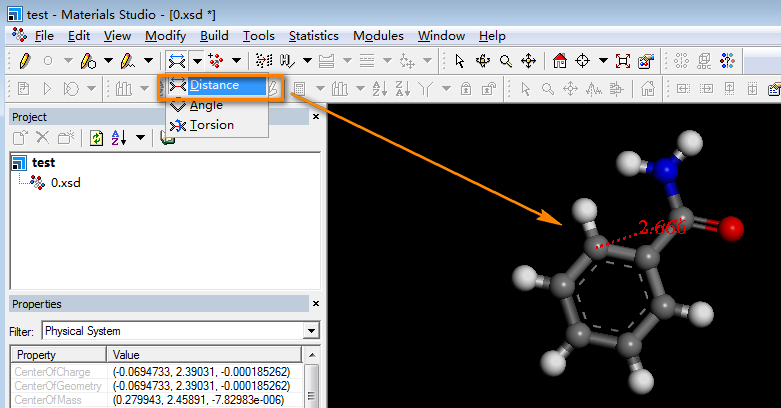 test - Materials Studio - [0.xsd *]
File Edit View Modify Build Tools Statistics Modules Window Help
Distance
Angle
Torsion
Project
test
0.xsd
Properties
Filter: Physical System
Property Value
CenterOfCharge (-0.0694733, 2.39031, -0.000185262)
CenterOfGeometry (-0.0694733, 2.39031, -0.000185262)
CenterOfMass (0.279943, 2.45891, -7.82983e-006)
2.666